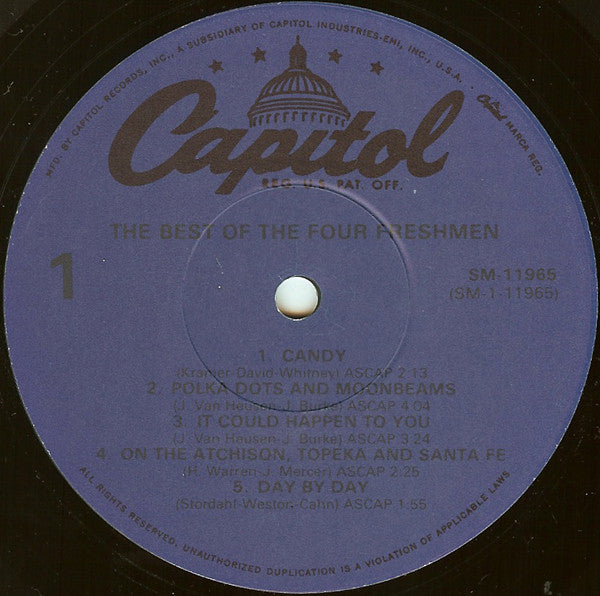 MFD. BY CAPITOL RECORDS, INC., A SUBSIDIARY OF CAPITOL INDUSTRIES-EMI, INC., U.S.A.
Capitol MARCA REG.
Capitol
REG. U.S. PAT. OFF.
THE BEST OF THE FOUR FRESHMEN
1
SM-11965
(SM-1-11965)
1. CANDY
(Kramer-David-Whitney) ASCAP 2:13
2. POLKA DOTS AND MOONBEAMS
(J. Van Heusen-J. Burke) ASCAP 4:04
3. IT COULD HAPPEN TO YOU
(J. Van Heusen-J. Burke) ASCAP 3:24
4. ON THE ATCHISON, TOPEKA AND SANTA FE
(H. Warren-J. Mercer) ASCAP 2:25
5. DAY BY DAY
(Stordahl-Weston-Cahn) ASCAP 1:55
ALL RIGHTS RESERVED. UNAUTHORIZED DUPLICATION IS A VIOLATION OF APPLICABLE LAWS